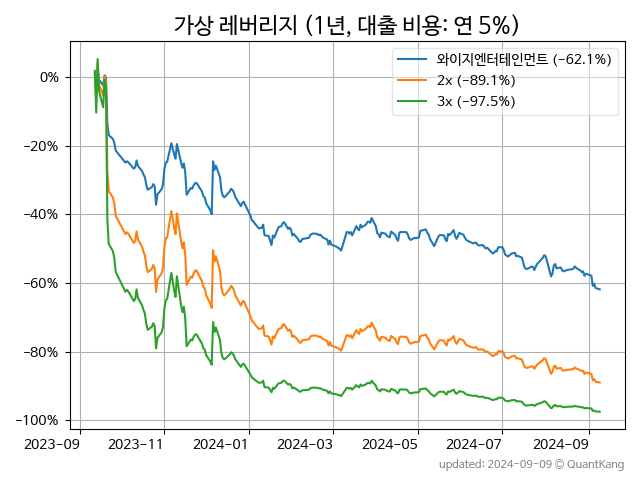 가상 레버리지 (1년, 대출 비용: 연 5%)
와이지엔터테인먼트 (−62.1%)
2x (−89.1%)
3x (−97.5%)
0%
−20%
−40%
−60%
−80%
−100%
2023-09 2023-11 2024-01 2024-03 2024-05 2024-07 2024-09
updated: 2024-09-09 © QuantKang